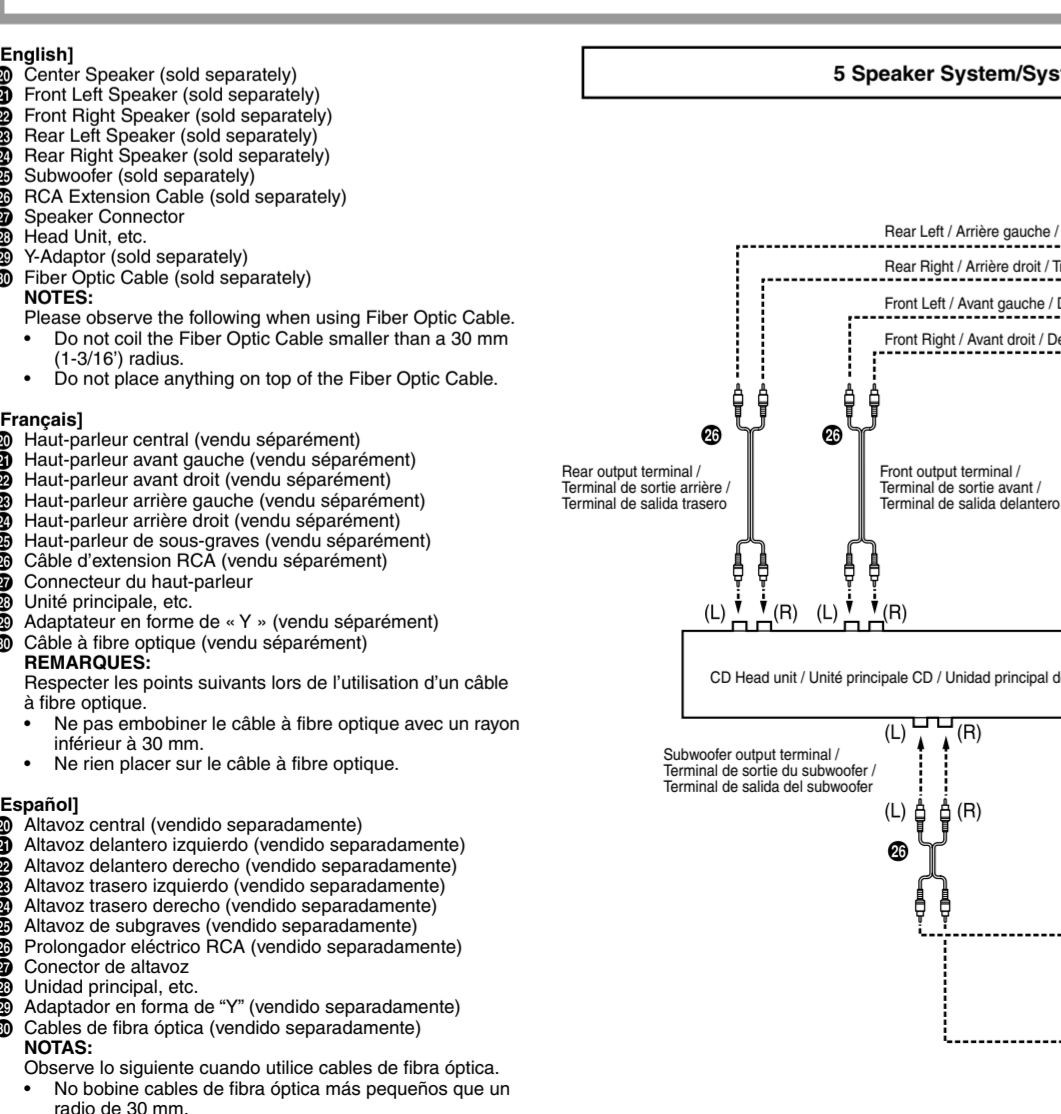 English]
20 Center Speaker (sold separately)
21 Front Left Speaker (sold separately)
22 Front Right Speaker (sold separately)
23 Rear Left Speaker (sold separately)
24 Rear Right Speaker (sold separately)
25 Subwoofer (sold separately)
26 RCA Extension Cable (sold separately)
27 Speaker Connector
28 Head Unit, etc.
29 Y-Adaptor (sold separately)
30 Fiber Optic Cable (sold separately)
NOTES:
Please observe the following when using Fiber Optic Cable.
• Do not coil the Fiber Optic Cable smaller than a 30 mm
(1-3/16') radius.
• Do not place anything on top of the Fiber Optic Cable.
Français]
20 Haut-parleur central (vendu séparément)
21 Haut-parleur avant gauche (vendu séparément)
22 Haut-parleur avant droit (vendu séparément)
23 Haut-parleur arrière gauche (vendu séparément)
24 Haut-parleur arrière droit (vendu séparément)
25 Haut-parleur de sous-graves (vendu séparément)
26 Câble d'extension RCA (vendu séparément)
27 Connecteur du haut-parleur
28 Unité principale, etc.
29 Adaptateur en forme de « Y » (vendu séparément)
30 Câble à fibre optique (vendu séparément)
REMARQUES:
Respecter les points suivants lors de l'utilisation d'un câble
à fibre optique.
• Ne pas embobiner le câble à fibre optique avec un rayon
inférieur à 30 mm.
• Ne rien placer sur le câble à fibre optique.
Español]
20 Altavoz central (vendido separadamente)
21 Altavoz delantero izquierdo (vendido separadamente)
22 Altavoz delantero derecho (vendido separadamente)
23 Altavoz trasero izquierdo (vendido separadamente)
24 Altavoz trasero derecho (vendido separadamente)
25 Altavoz de subgraves (vendido separadamente)
26 Prolongador eléctrico RCA (vendido separadamente)
27 Conector de altavoz
28 Unidad principal, etc.
29 Adaptador en forma de "Y" (vendido separadamente)
30 Cables de fibra óptica (vendido separadamente)
NOTAS:
Observe lo siguiente cuando utilice cables de fibra óptica.
• No bobine cables de fibra óptica más pequeños que un
radio de 30 mm.
5 Speaker System/Sys
Rear Left / Arrière gauche /
Rear Right / Arrière droit / T
Front Left / Avant gauche / D
Front Right / Avant droit / De
26 26
Rear output terminal /
Terminal de sortie arrière /
Terminal de salida trasero
Front output terminal /
Terminal de sortie avant /
Terminal de salida delantero
(L) (R) (L) (R)
CD Head unit / Unité principale CD / Unidad principal d
(L) (R)
Subwoofer output terminal /
Terminal de sortie du subwoofer /
Terminal de salida del subwoofer
(L) (R)
26